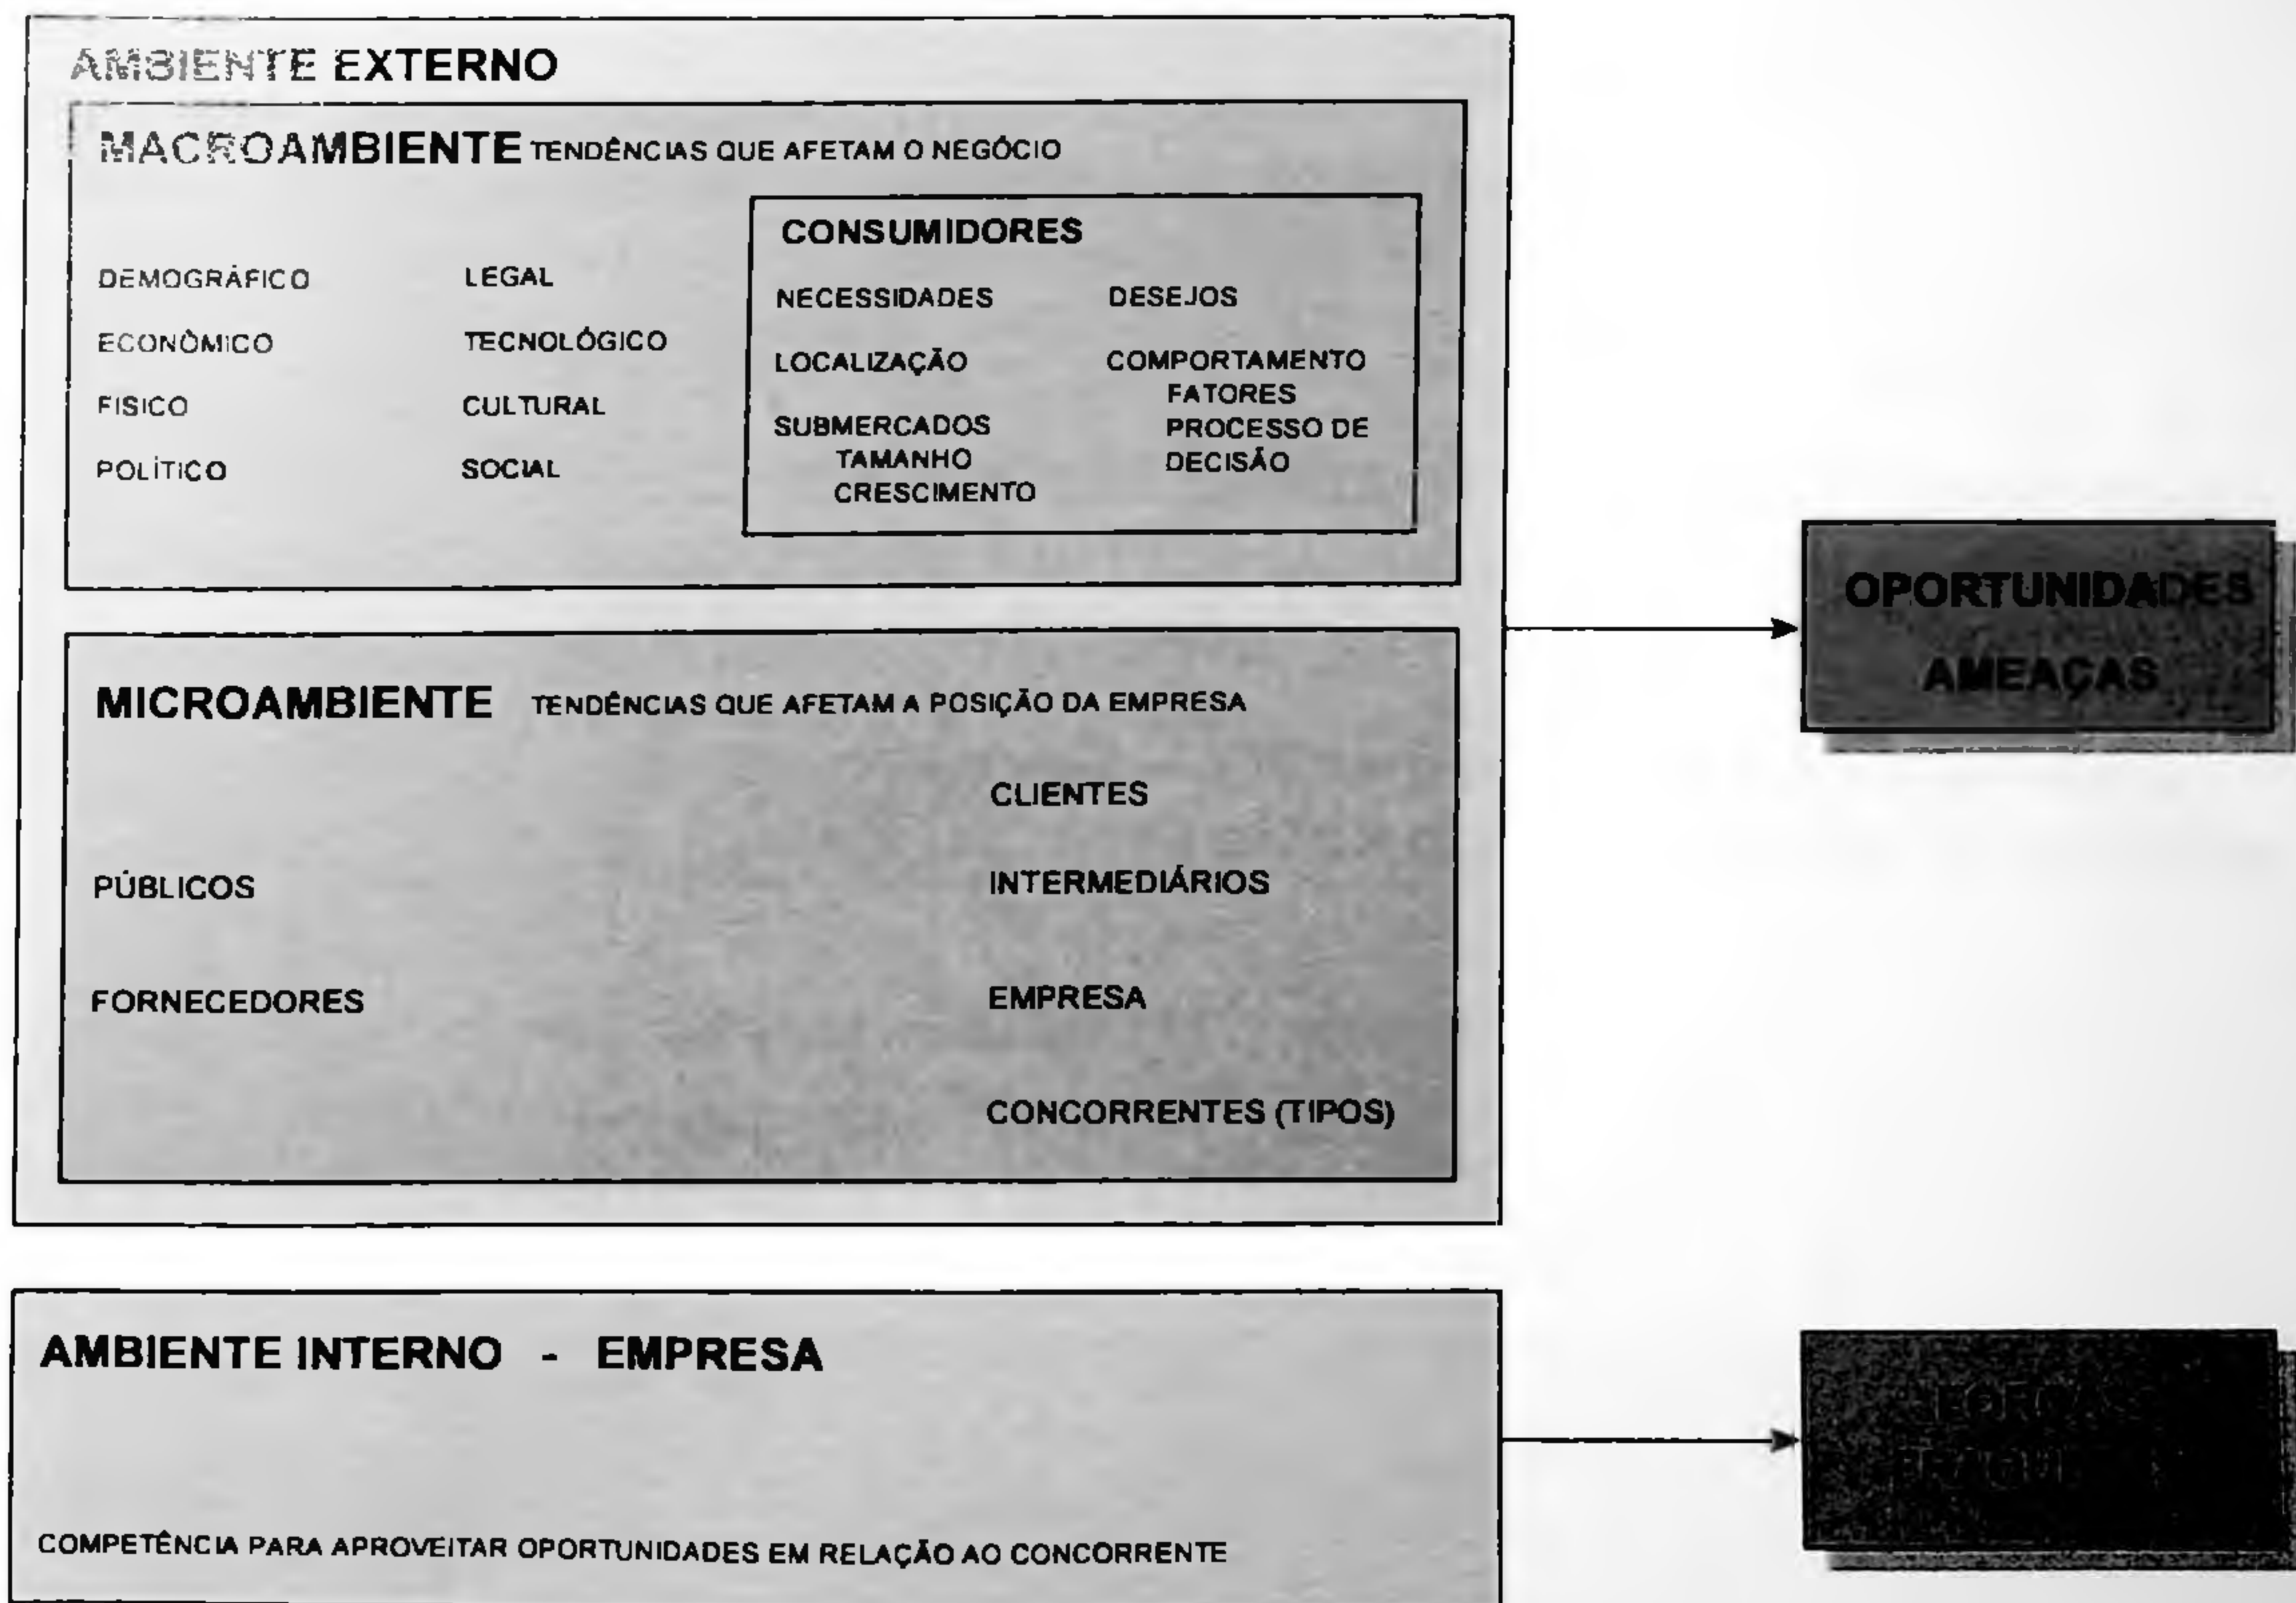 AMBIENTE EXTERNO
MACROAMBIENTE TENDÊNCIAS QUE AFETAM O NEGÓCIO
DEMOGRÁFICO
ECONÔMICO
FISICO
POLÍTICO
LEGAL
TECNOLÓGICO
CULTURAL
SOCIAL
CONSUMIDORES
NECESSIDADES
LOCALIZAÇÃO
SUBMERCADOS
TAMANHO
CRESCIMENTO
DESEJOS
COMPORTAMENTO
FATORES
PROCESSO DE
DECISÃO
MICROAMBIENTE TENDÊNCIAS QUE AFETAM A POSIÇÃO DA EMPRESA
PÚBLICOS
FORNECEDORES
CLIENTES
INTERMEDIÁRIOS
EMPRESA
CONCORRENTES (TIPOS)
OPORTUNIDADES
AMEAÇAS
AMBIENTE INTERNO - EMPRESA
COMPETÊNCIA PARA APROVEITAR OPORTUNIDADES EM RELAÇÃO AO CONCORRENTE